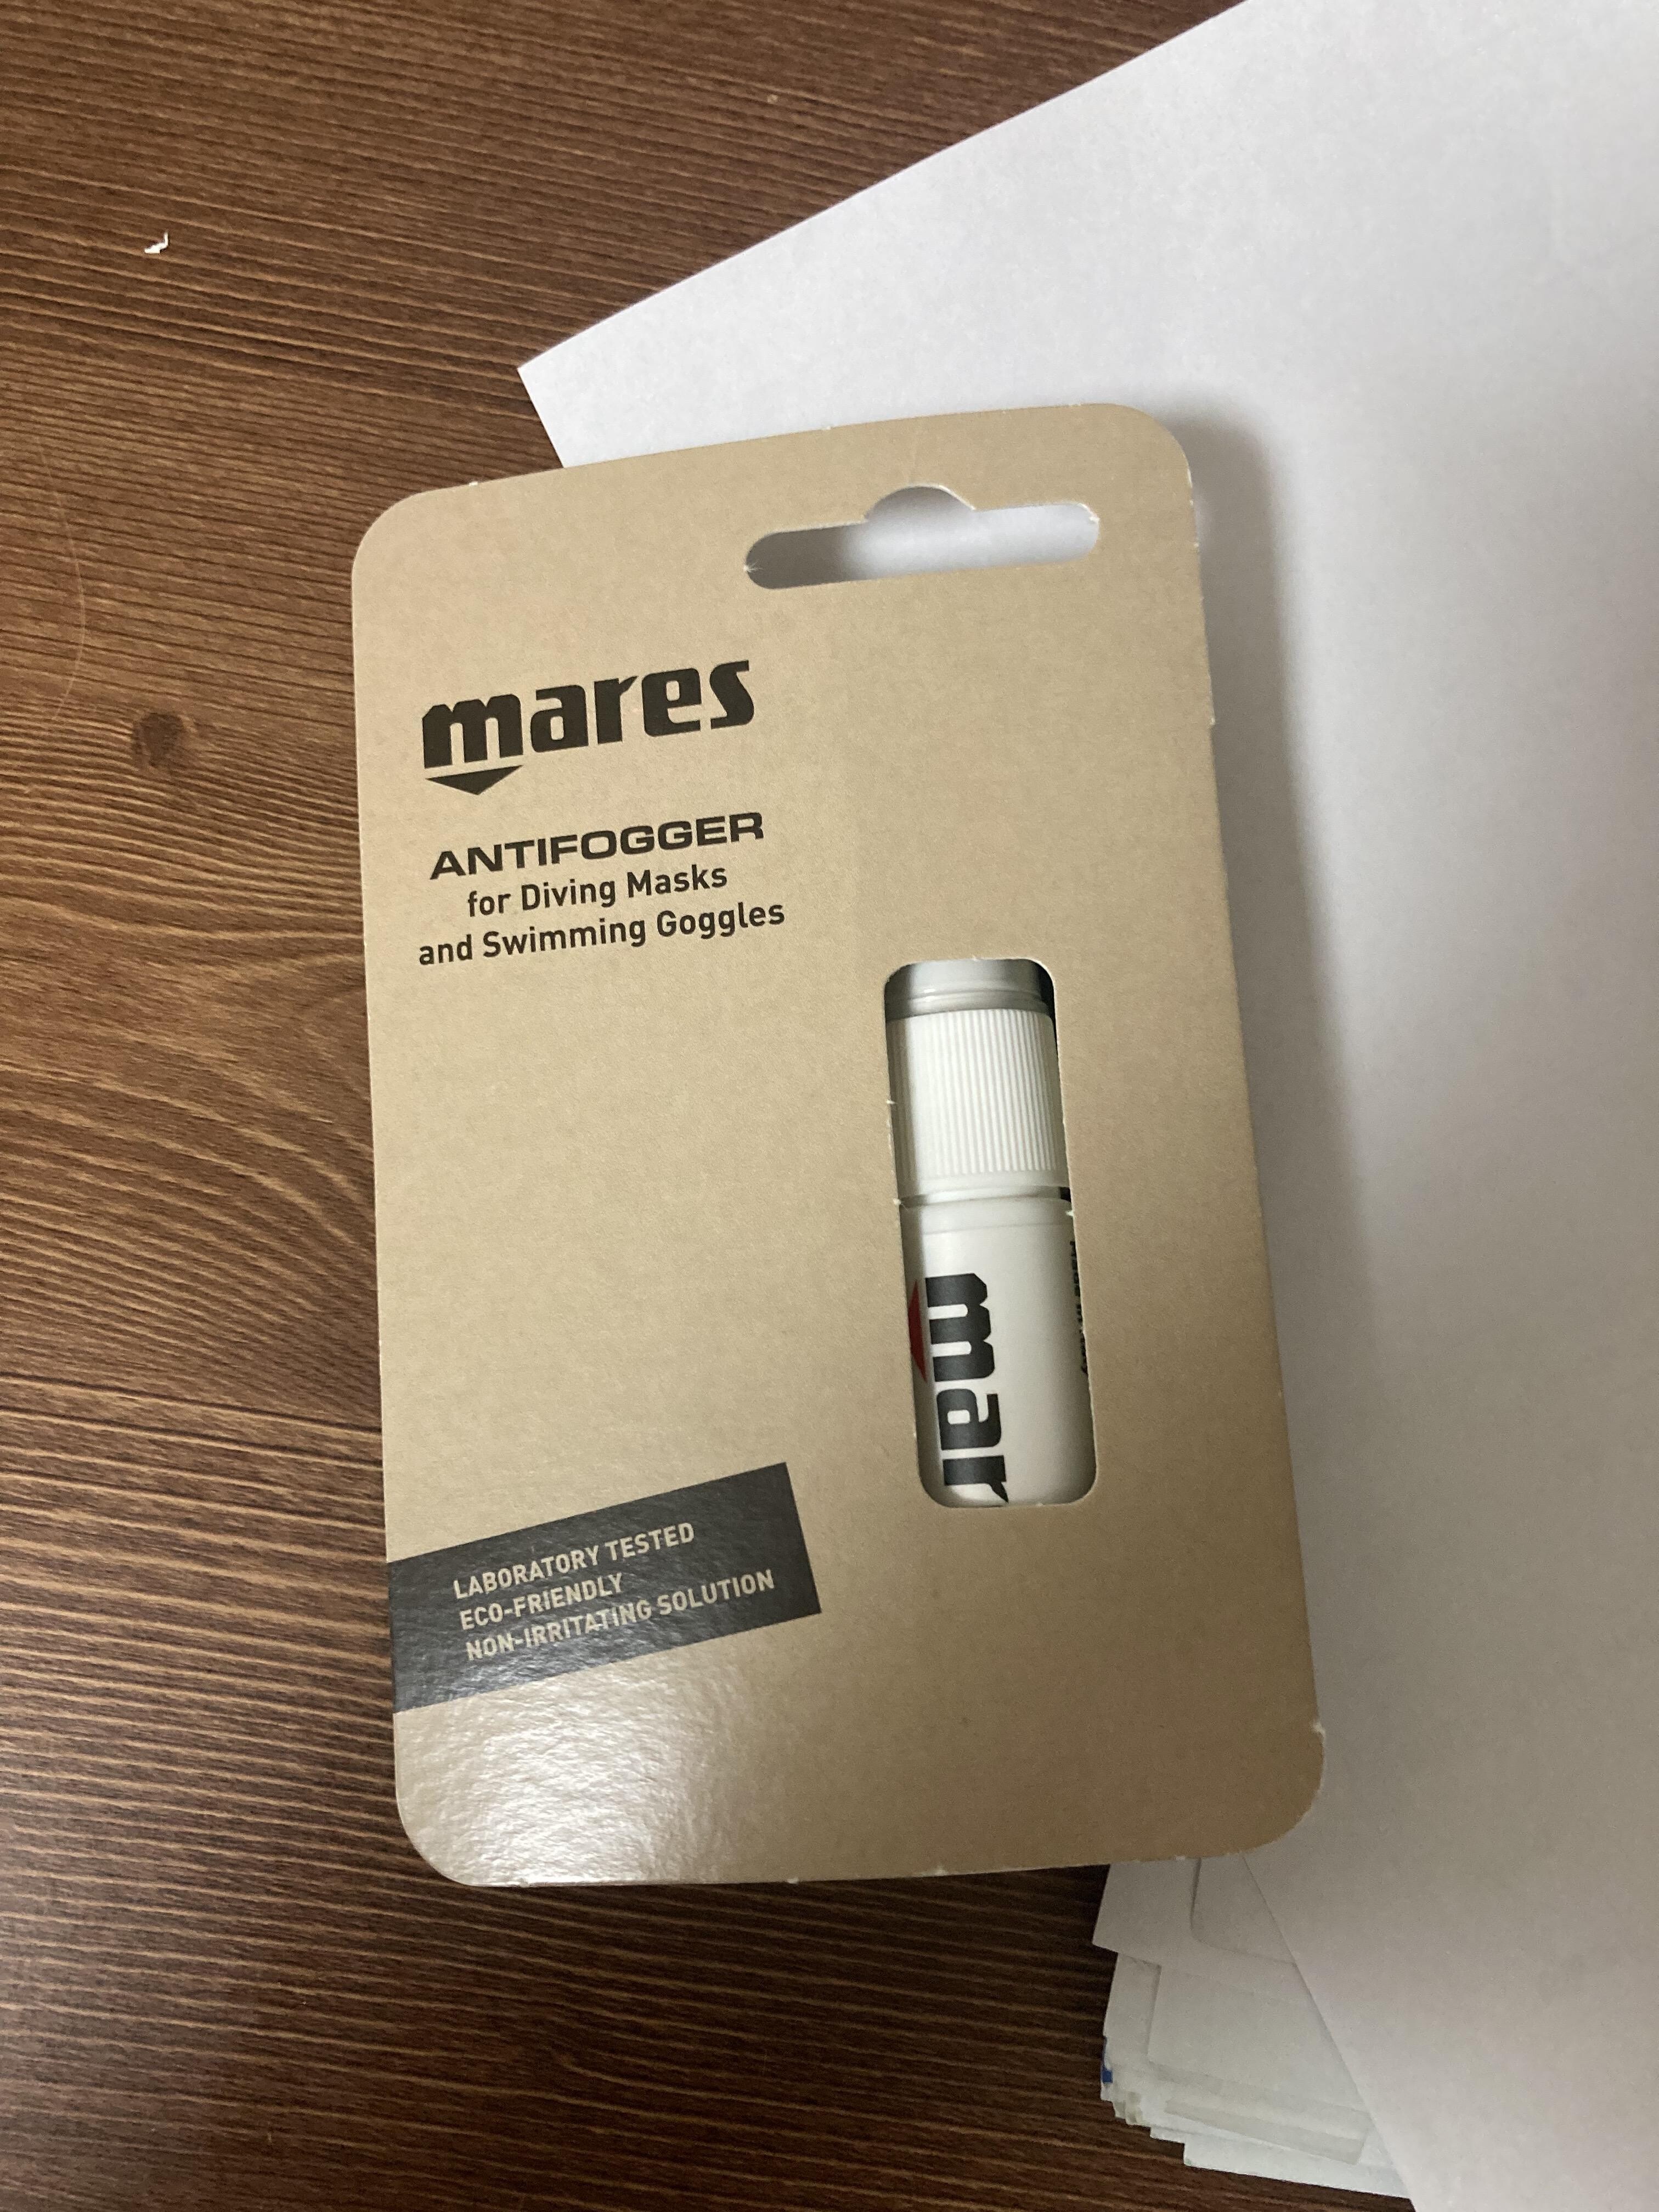 mares
ANTIFOGGER
for Diving Masks
and Swimming Goggles
mar
LABORATORY TESTED
ECO-FRIENDLY
NON-IRRITATING SOLUTION